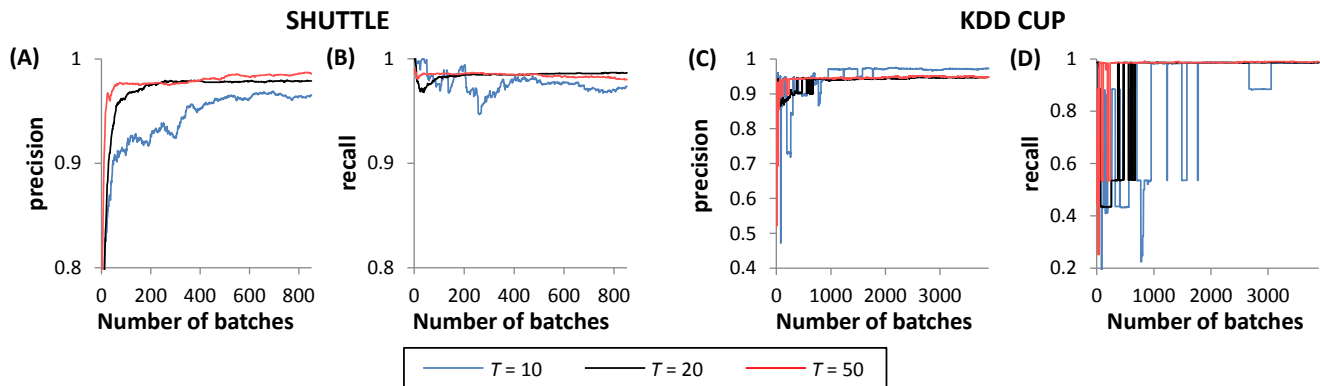 SHUTTLE
KDD CUP
(A)
1
0.9
0.8
precision
0 200 400 600 800
Number of batches
(B)
1
0.9
0.8
recall
0 200 400 600 800
Number of batches
(C)
1
0.9
0.8
0.7
0.6
0.5
0.4
precision
0 1000 2000 3000
Number of batches
(D)
1
0.8
0.6
0.4
0.2
recall
0 1000 2000 3000
Number of batches
T = 10 T = 20 T = 50